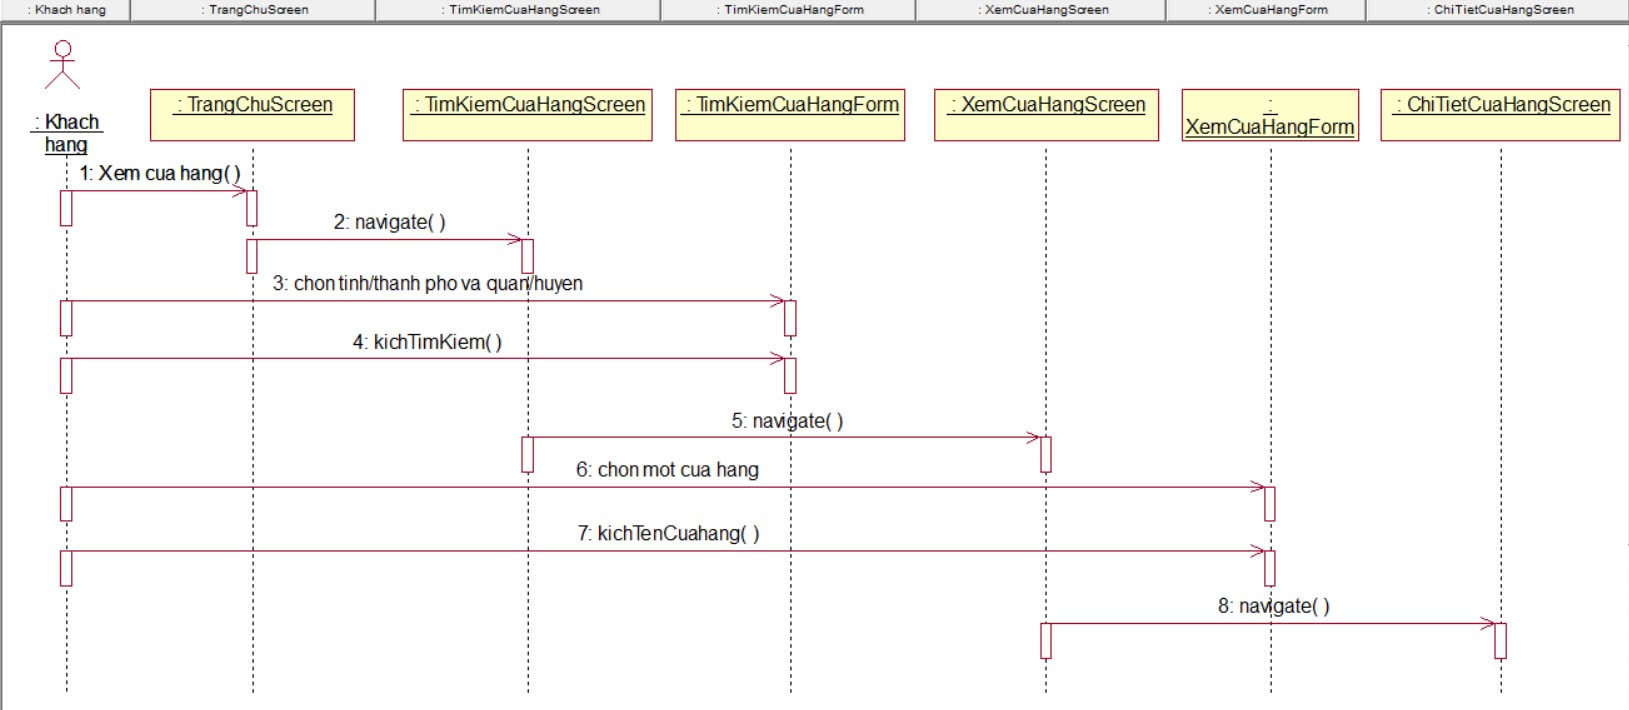 : Khach hang
: TrangChuScreen
: TimKiemCuaHangScreen
: TimKiemCuaHangForm
: XemCuaHangScreen
: XemCuaHangForm
: ChiTietCuaHangScreen
: Khach
hang
: TrangChuScreen
: TimKiemCuaHangScreen
: TimKiemCuaHangForm
: XemCuaHangScreen
:
XemCuaHangForm
: ChiTietCuaHangScreen
1: Xem cua hang( )
2: navigate( )
3: chon tinh/thanh pho va quan/huyen
4: kichTimKiem( )
5: navigate( )
6: chon mot cua hang
7: kichTenCuahang( )
8: navigate( )